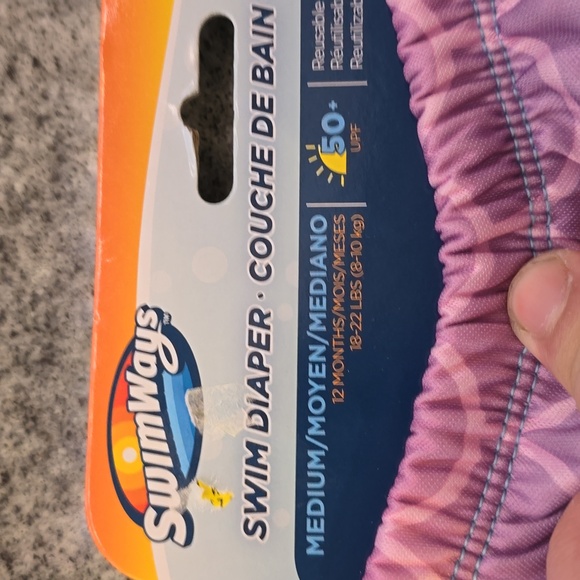 SwimWays™
SWIM DIAPER · COUCHE DE BAIN
MEDIUM/MOYEN/MEDIANO
12 MONTHS/MOIS/MESES
18-22 LBS (8-10 kg)
50+
UPF
Reusable